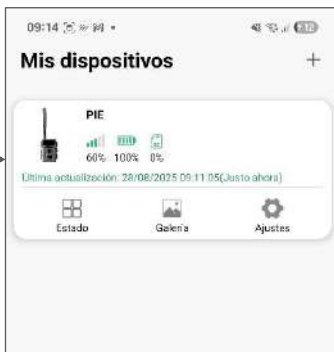 09:14
Mis dispositivos
PIE
60% 100% 0%
Última actualización: 28/08/2025 09:11:05(Justo ahora)
Estado Galería Ajustes